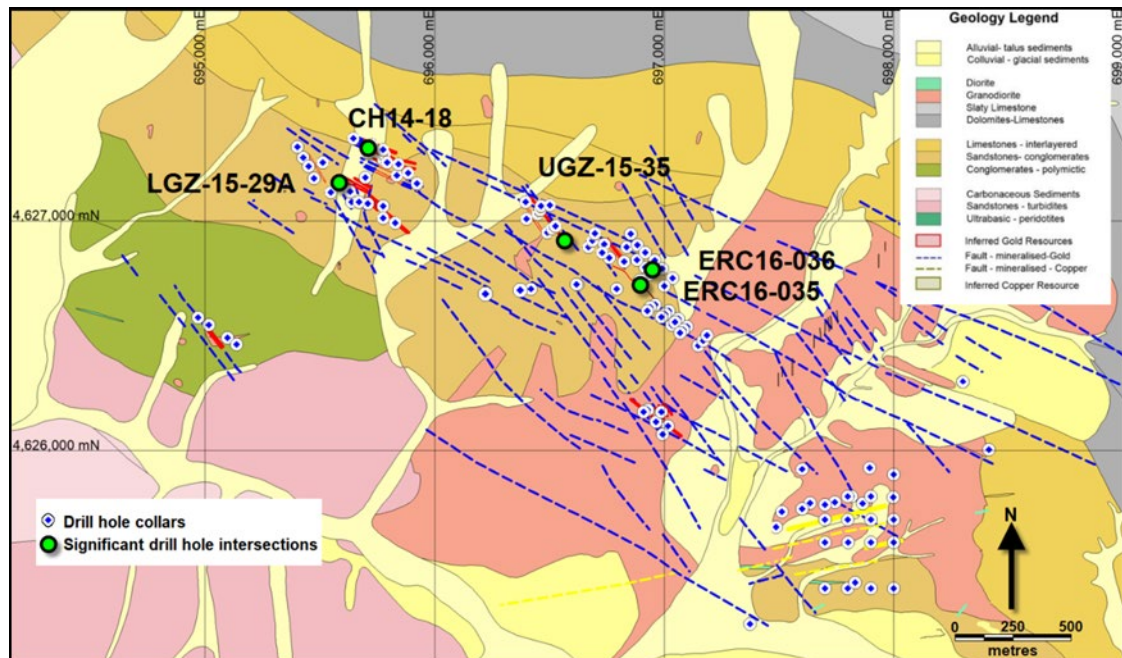 695,000 mE
696,000 mE
697,000 mE
698,000 mE
699,000 mE
Geology Legend
Alluvial- talus sediments
Colluvial - glacial sediments
Diorite
Granodiorite
Slaty Limestone
Dolomites-Limestones
Limestones - interlayered
Sandstones- conglomerates
Conglomerates - polymictic
Carbonaceous Sediments
Sandstones - turbidites
Ultrabasic - peridotites
Inferred Gold Resources
Fault - mineralised-Gold
Fault - mineralised - Copper
Inferred Copper Resource
CH14-18
UGZ-15-35
LGZ-15-29A
4,627,000 mN
ERC16-036
ERC16-035
4,626,000 mN
Drill hole collars
Significant drill hole intersections
N
0 250 500
metres